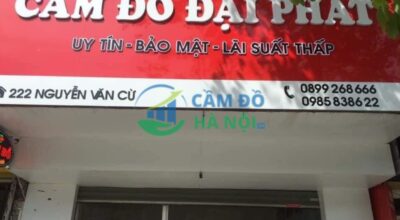 CẦM ĐỒ ĐẠI PHÁT
UY TÍN - BẢO MẬT - LÃI SUẤT THẤP
222 NGUYỄN VĂN CỪ
0899 268 666
0985 8386 22
CẦM ĐỒ
HÀ NỘI